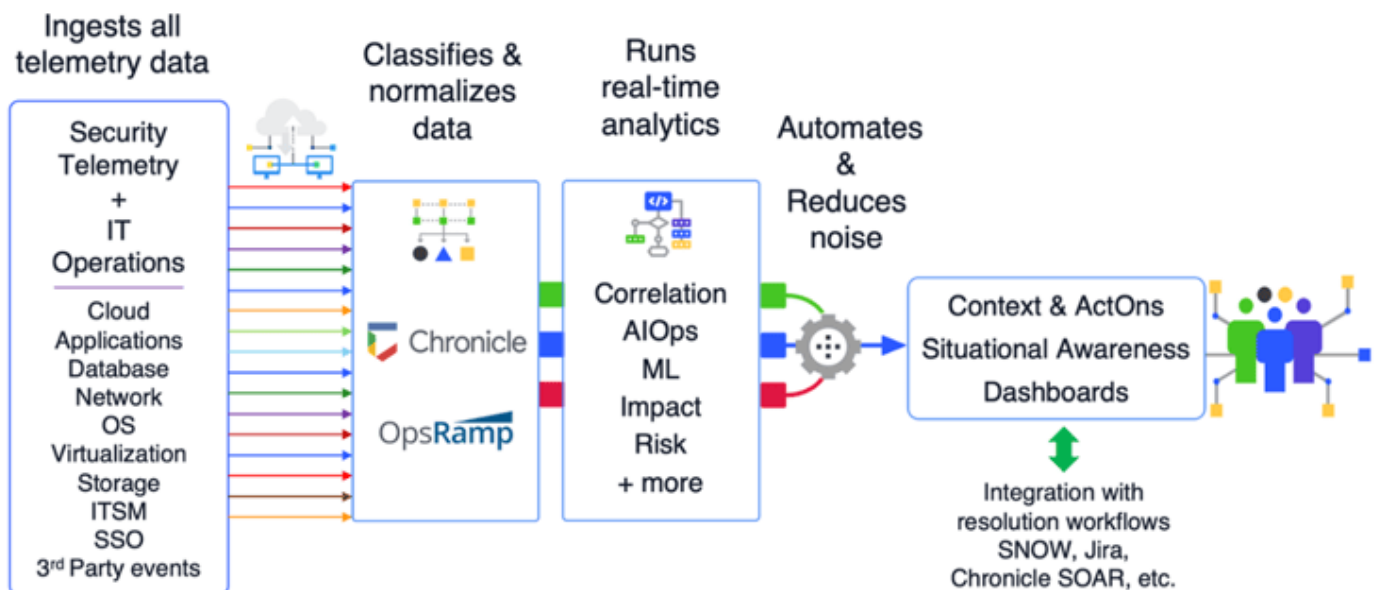 Ingests all
telemetry data
Security
Telemetry
+
IT
Operations
Cloud
Applications
Database
Network
OS
Virtualization
Storage
ITSM
SSO
3rd Party events
Classifies &
normalizes
data
Chronicle
OpsRamp
Runs
real-time
analytics
</>
Correlation
AIOps
ML
Impact
Risk
+ more
Automates
&
Reduces
noise
Context & ActOns
Situational Awareness
Dashboards
Integration with
resolution workflows
SNOW, Jira,
Chronicle SOAR, etc.